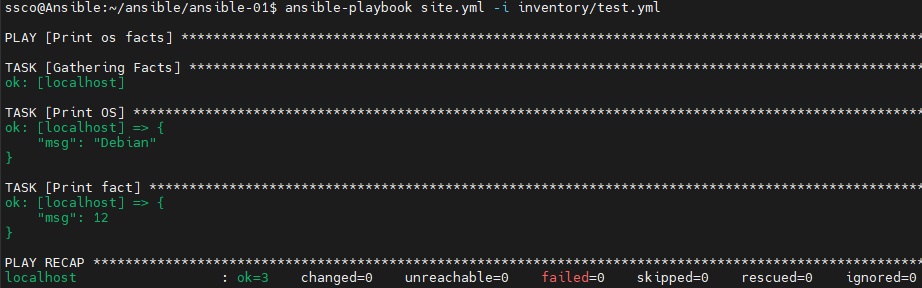 ssco@Ansible:~/ansible/ansible-01$ ansible-playbook site.yml -i inventory/test.yml
PLAY [Print os facts] **********************************************************************************************
TASK [Gathering Facts] *********************************************************************************************
ok: [localhost]
TASK [Print OS] ****************************************************************************************************
ok: [localhost] => {
    "msg": "Debian"
}
TASK [Print fact] **************************************************************************************************
ok: [localhost] => {
    "msg": 12
}
PLAY RECAP *********************************************************************************************************
localhost                  : ok=3    changed=0    unreachable=0    failed=0    skipped=0    rescued=0    ignored=0